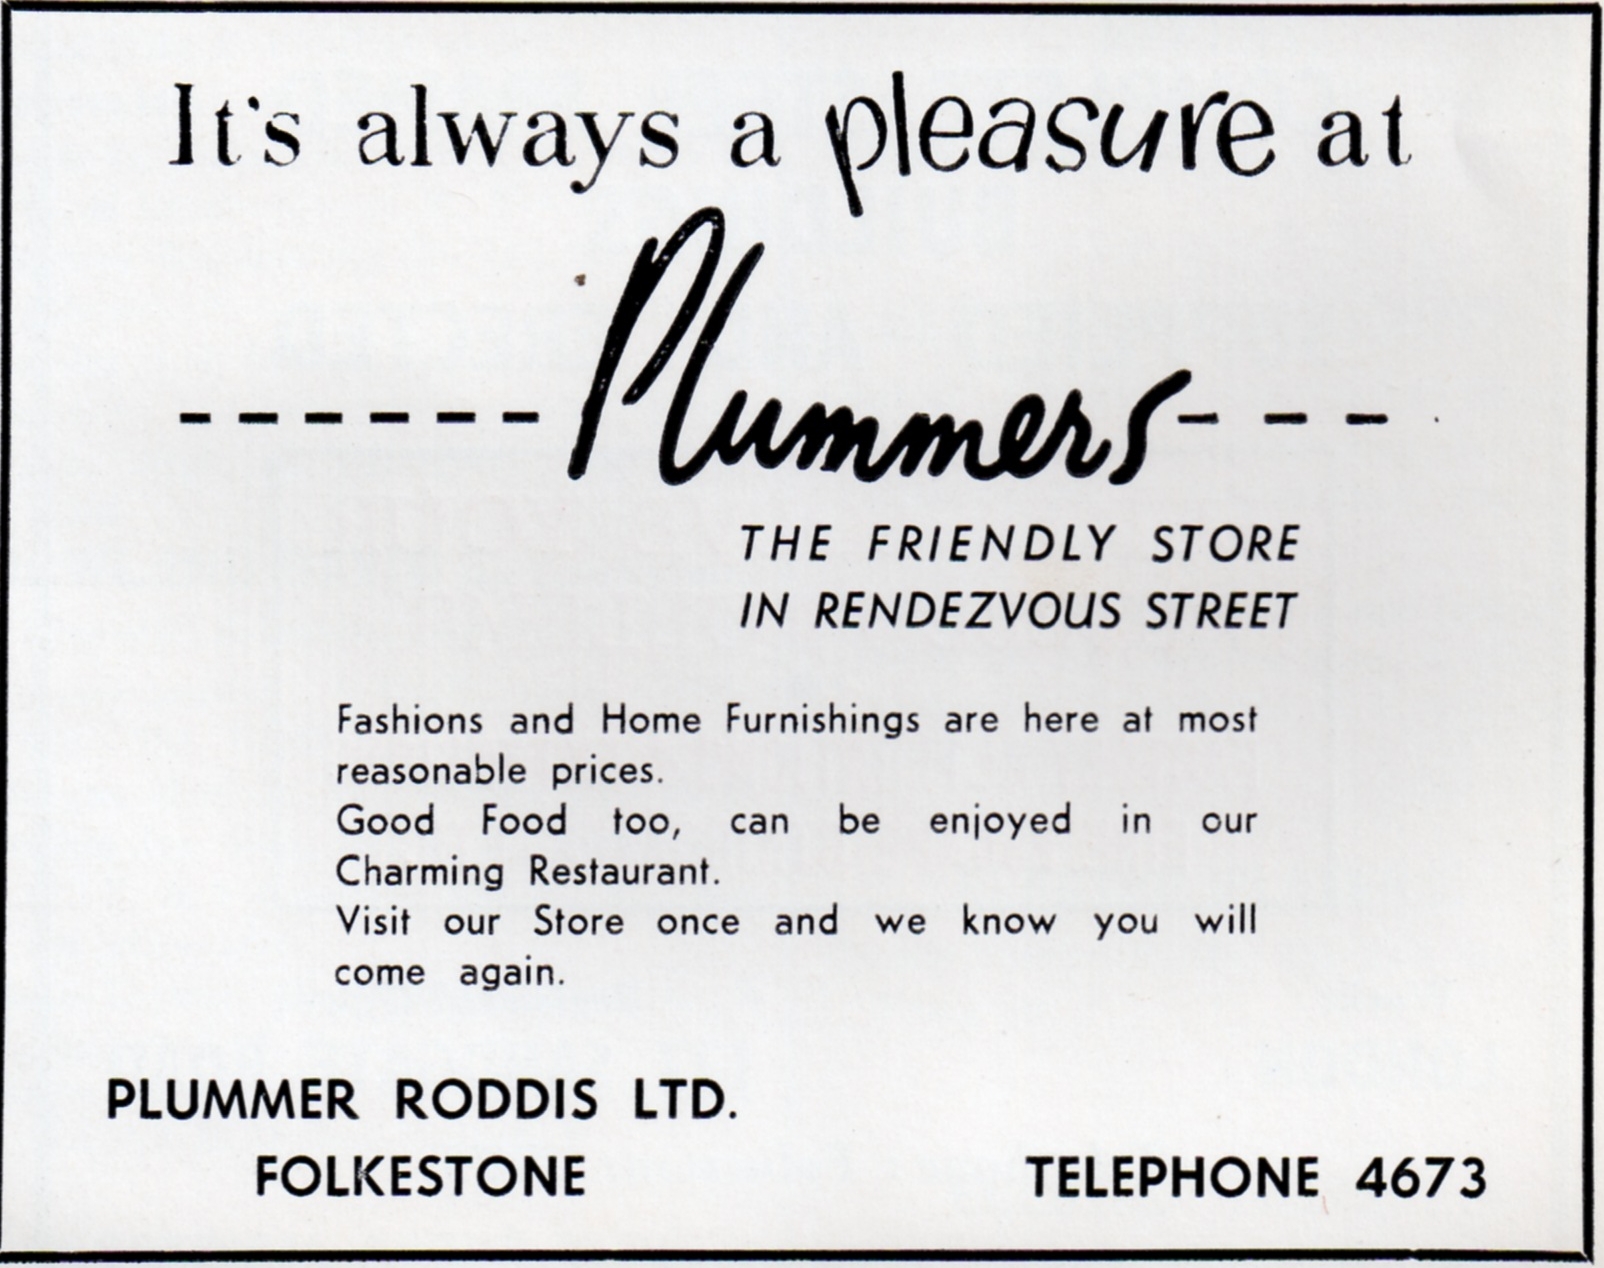 It's always a pleasure at
Plummers
THE FRIENDLY STORE
IN RENDEZVOUS STREET
Fashions and Home Furnishings are here at most
reasonable prices.
Good Food too, can be enjoyed in our
Charming Restaurant.
Visit our Store once and we know you will
come again.
PLUMMER RODDIS LTD.
FOLKESTONE
TELEPHONE 4673